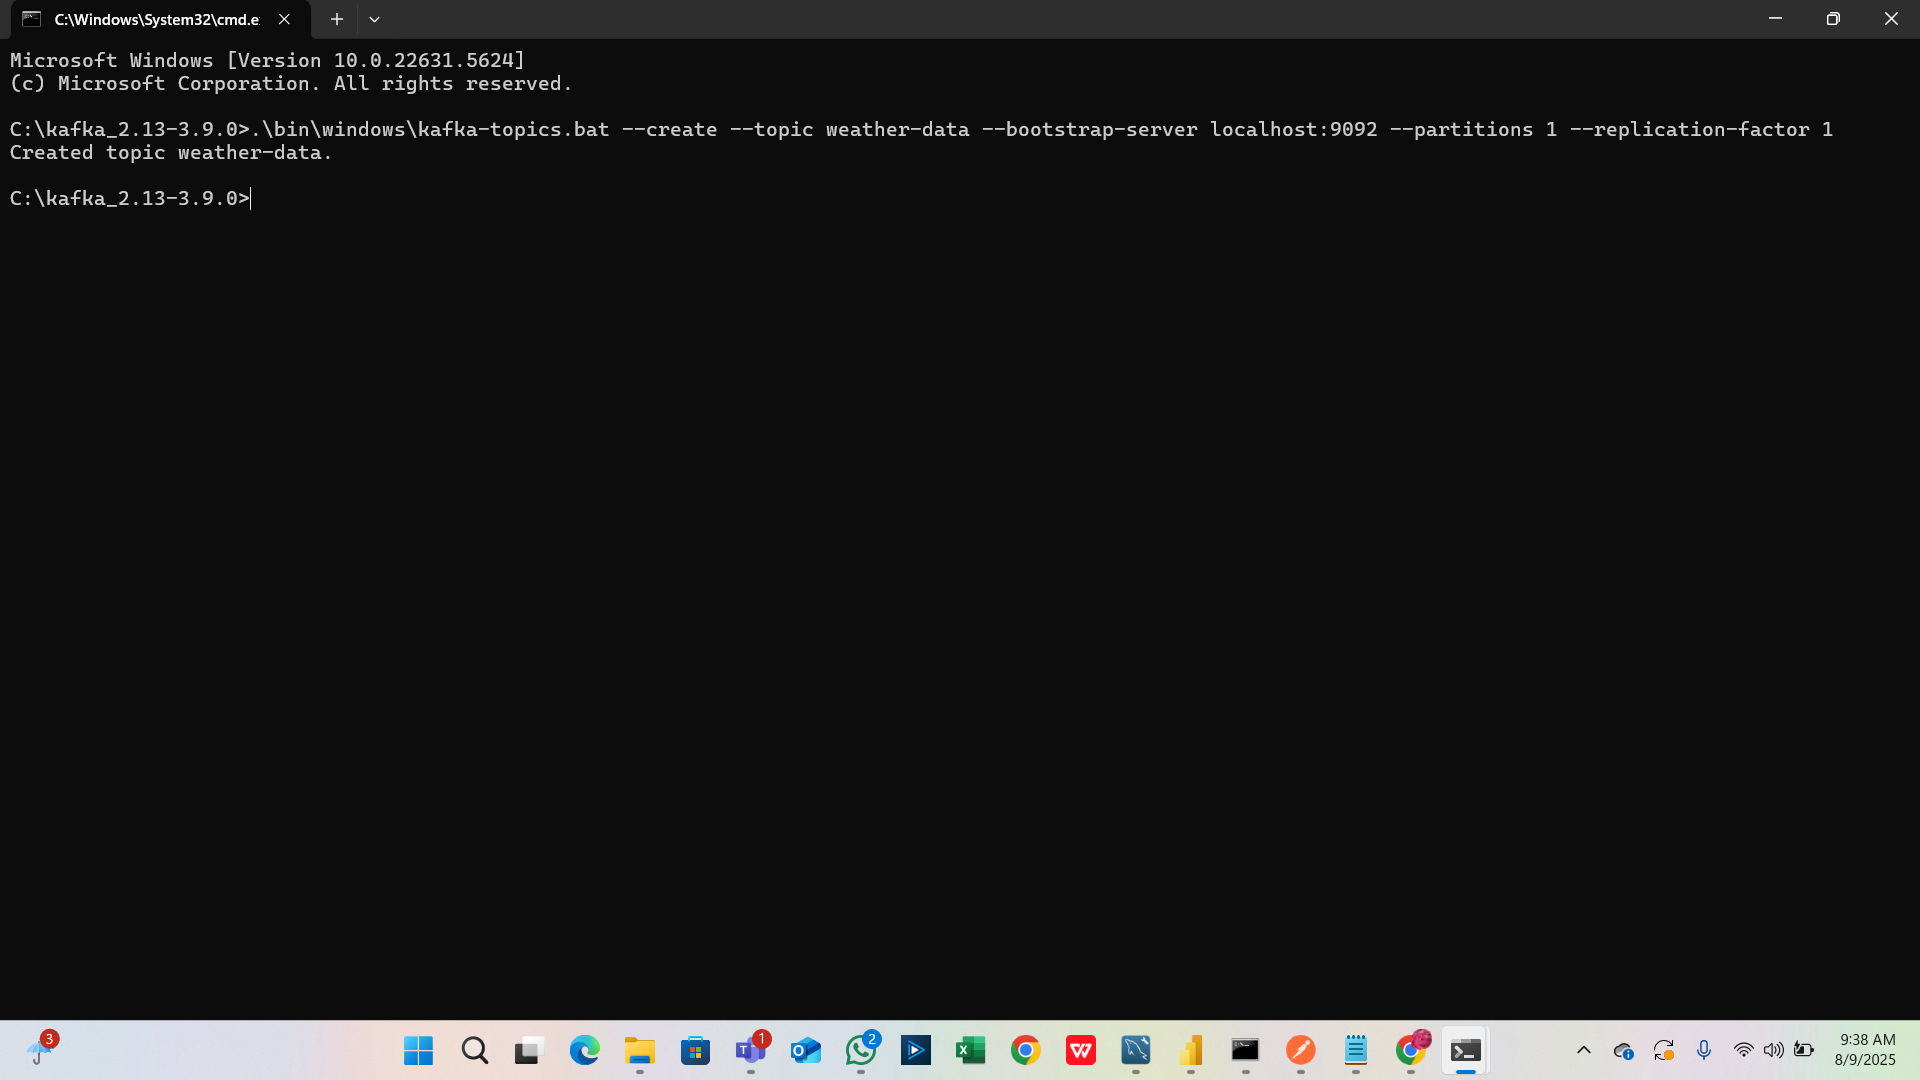 C:\Windows\System32\cmd.e
Microsoft Windows [Version 10.0.22631.5624]
(c) Microsoft Corporation. All rights reserved.
C:\kafka_2.13-3.9.0>.\bin\windows\kafka-topics.bat --create --topic weather-data --bootstrap-server localhost:9092 --partitions 1 --replication-factor 1
Created topic weather-data.
C:\kafka_2.13-3.9.0>
3
1
2
9:38 AM
8/9/2025